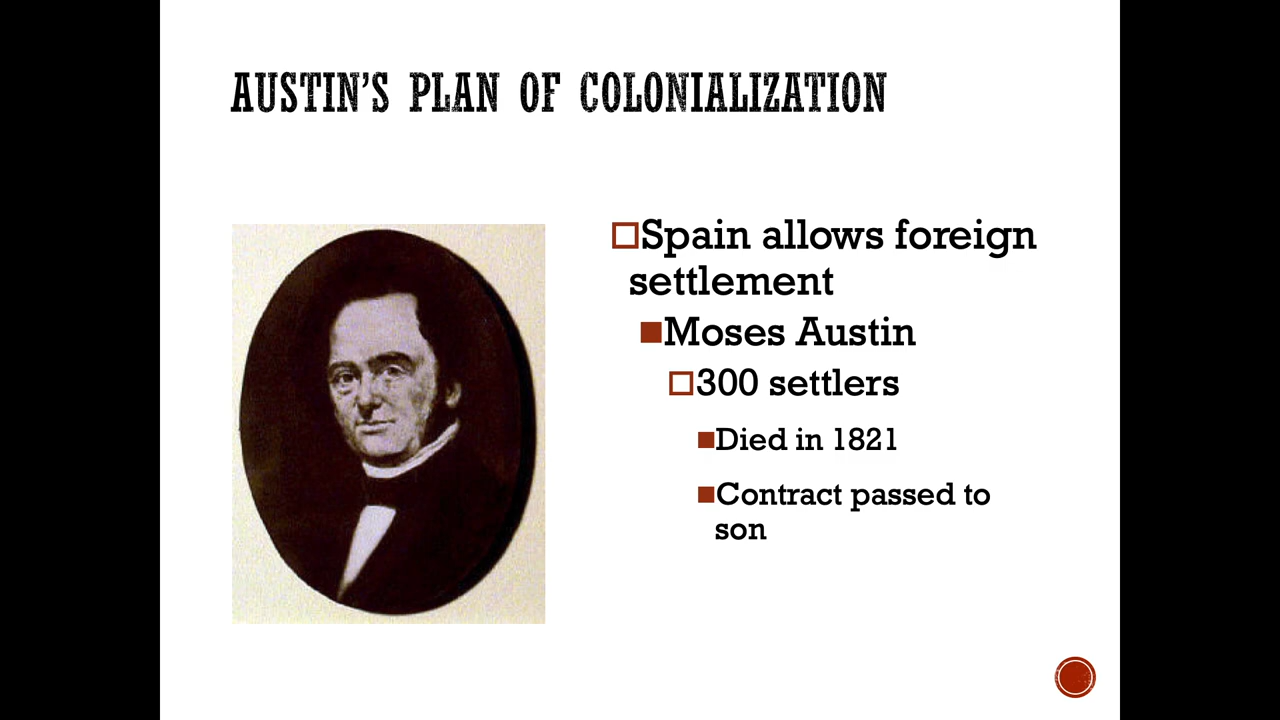 AUSTIN'S PLAN OF COLONIALIZATION
Spain allows foreign
settlement
Moses Austin
300 settlers
Died in 1821
Contract passed to
son